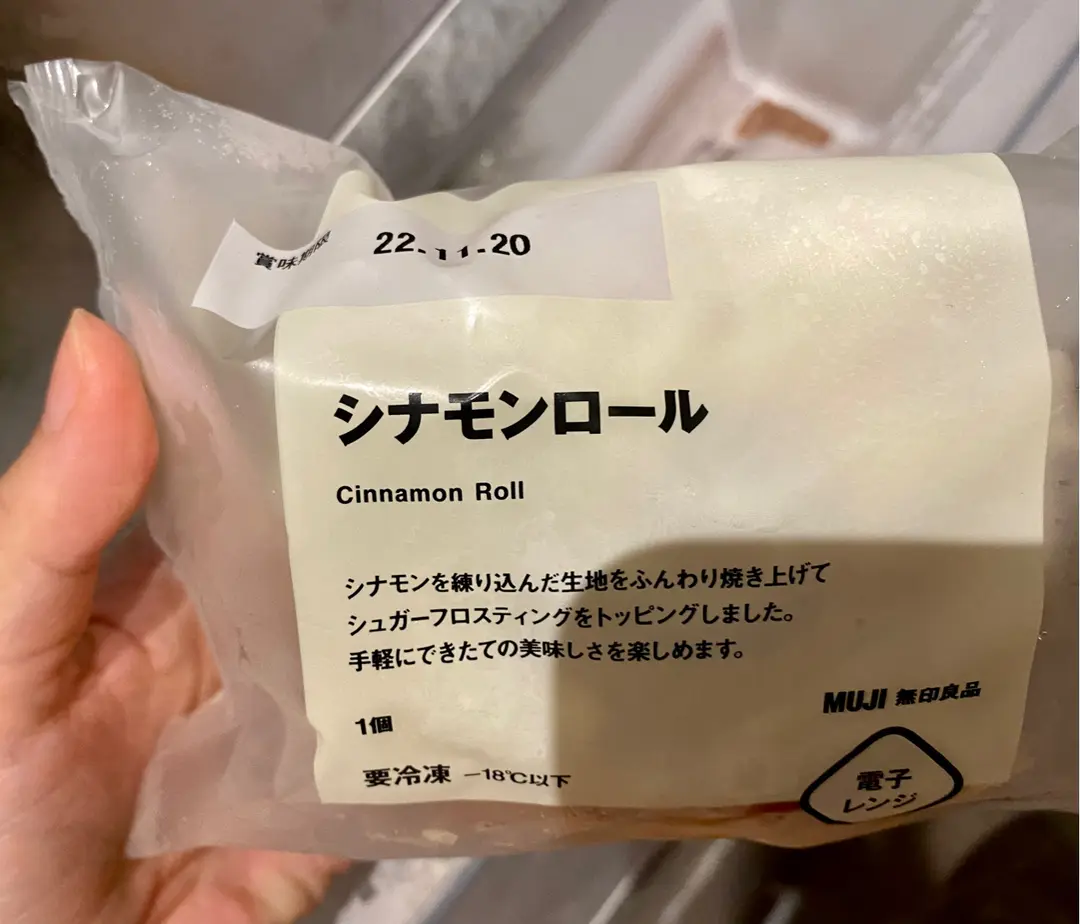 賞味期限 22.11.20
シナモンロール
Cinnamon Roll
シナモンを練り込んだ生地をふんわり焼き上げて
シュガーフロスティングをトッピングしました。
手軽にできたての美味しさを楽しめます。
1個
要冷凍 −18℃以下
MUJI 無印良品
電子
レンジ